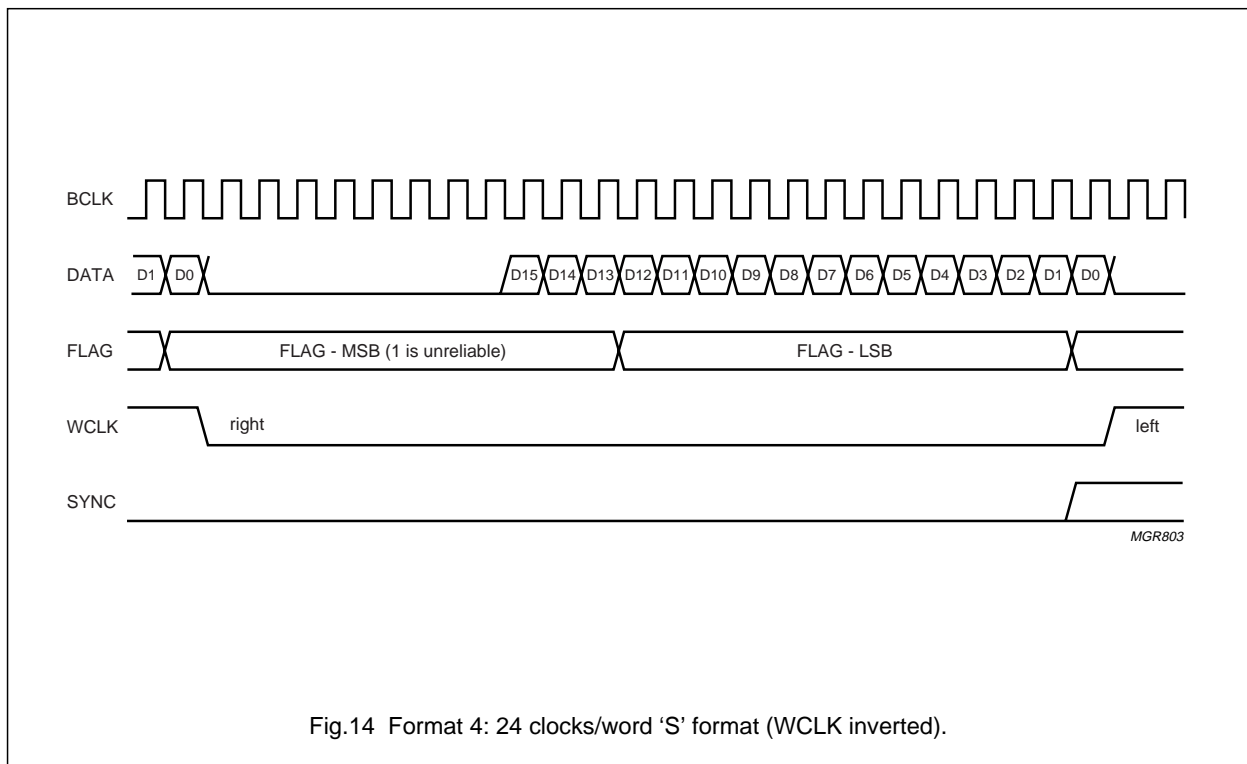 BCLK
DATA D1 D0 D15 D14 D13 D12 D11 D10 D9 D8 D7 D6 D5 D4 D3 D2 D1 D0
FLAG FLAG - MSB (1 is unreliable) FLAG - LSB
WCLK right left
SYNC
MGR803
Fig.14 Format 4: 24 clocks/word ‘S’ format (WCLK inverted).